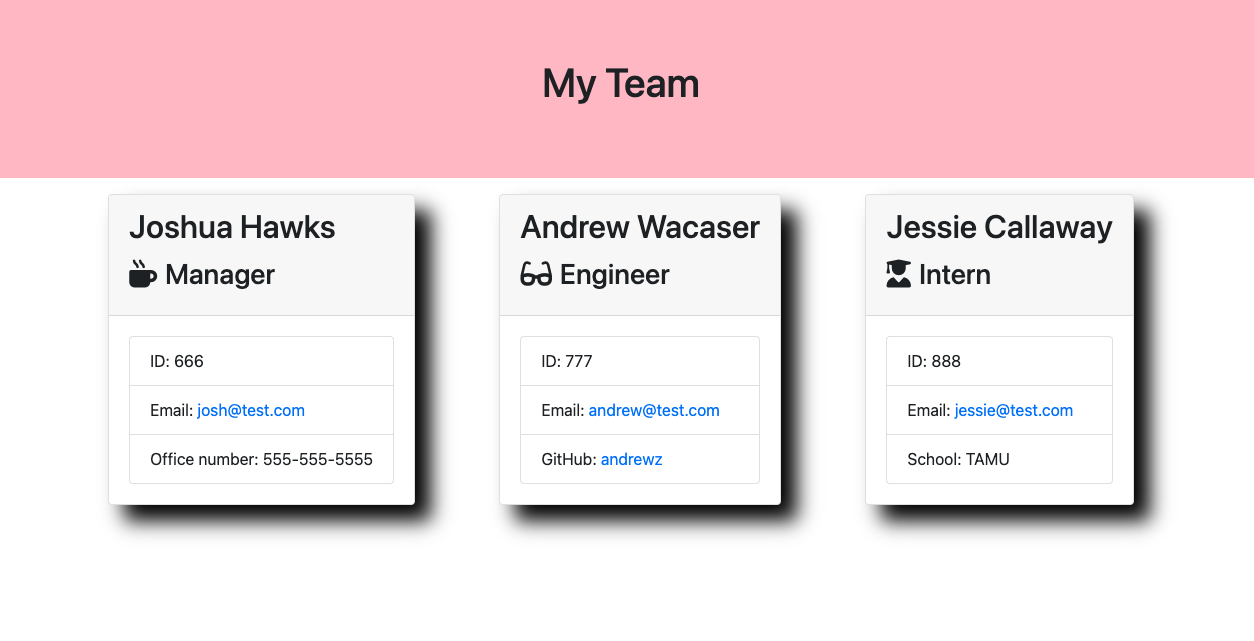 My Team
Joshua Hawks
Manager
ID: 666
Email: josh@test.com
Office number: 555-555-5555
Andrew Wacaser
Engineer
ID: 777
Email: andrew@test.com
GitHub: andrewz
Jessie Callaway
Intern
ID: 888
Email: jessie@test.com
School: TAMU